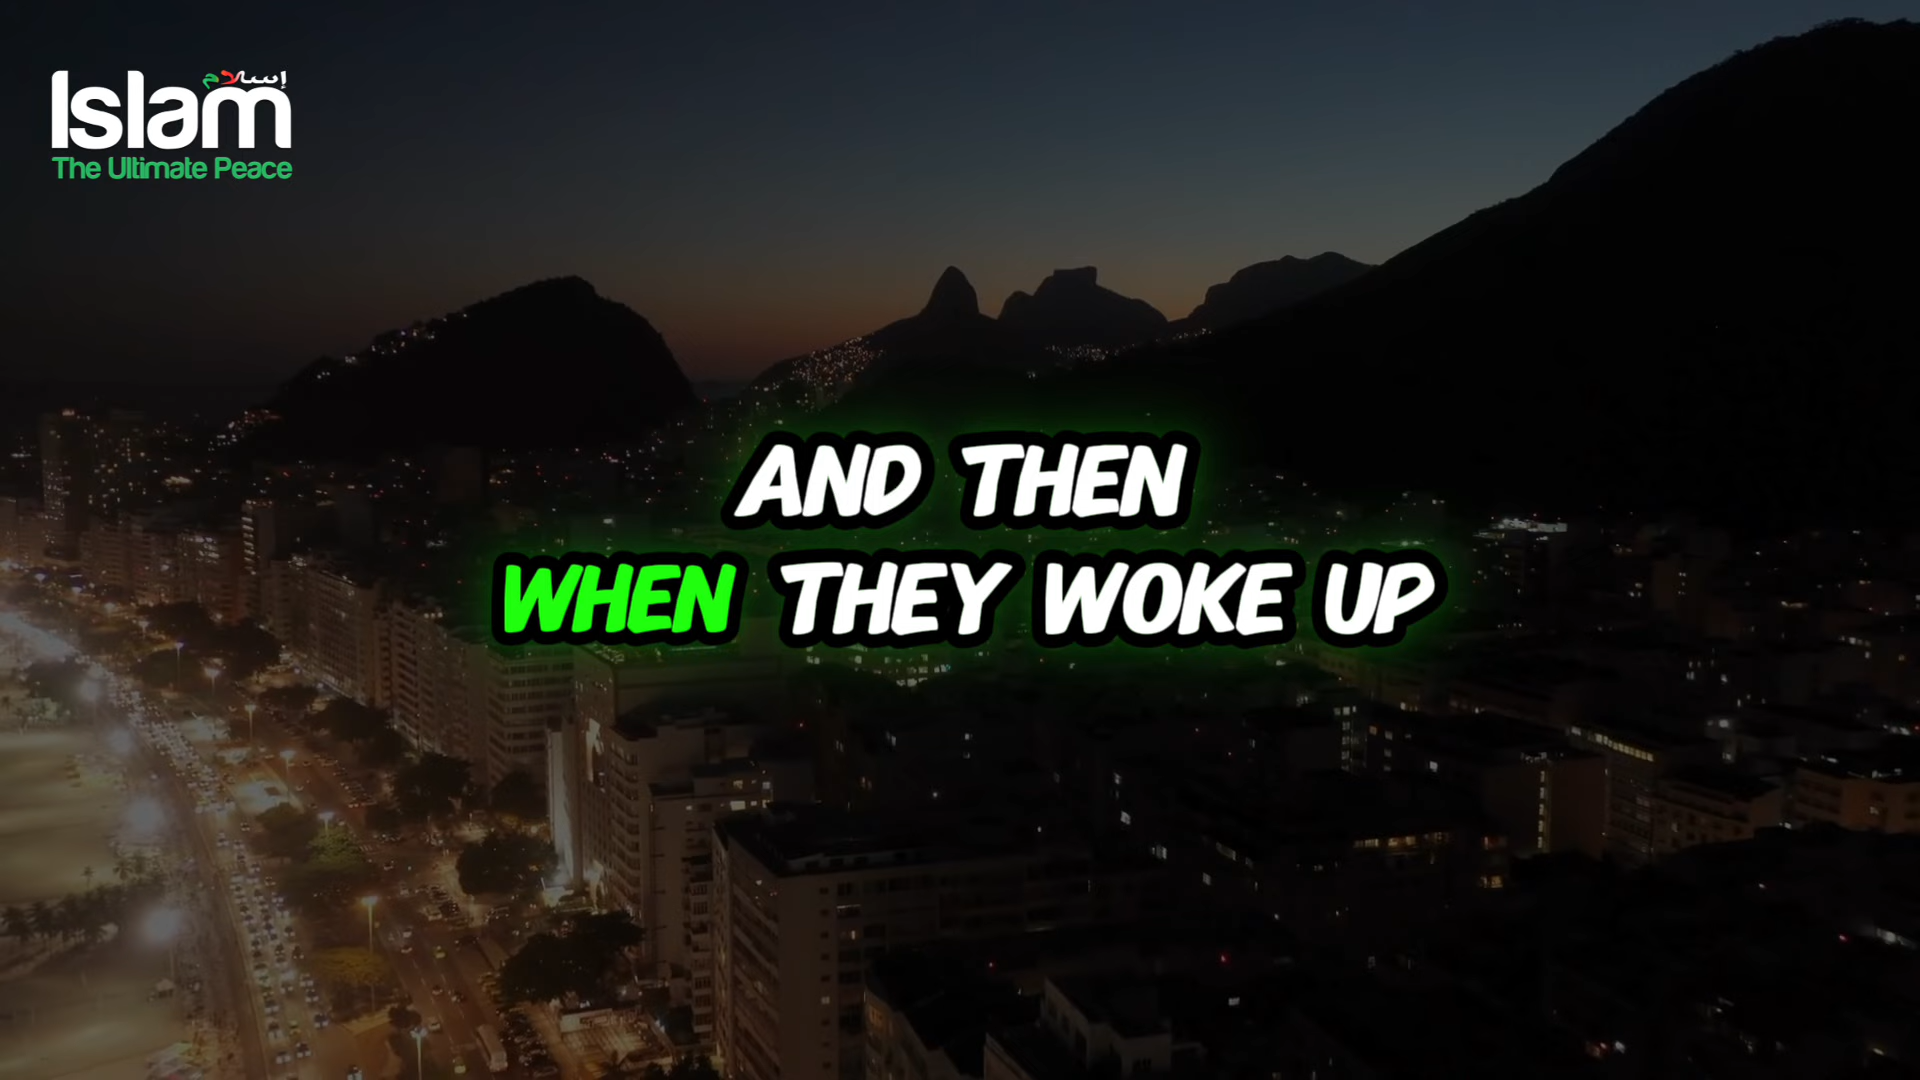 إسلام
Islam
The Ultimate Peace
AND THEN
WHEN THEY WOKE UP